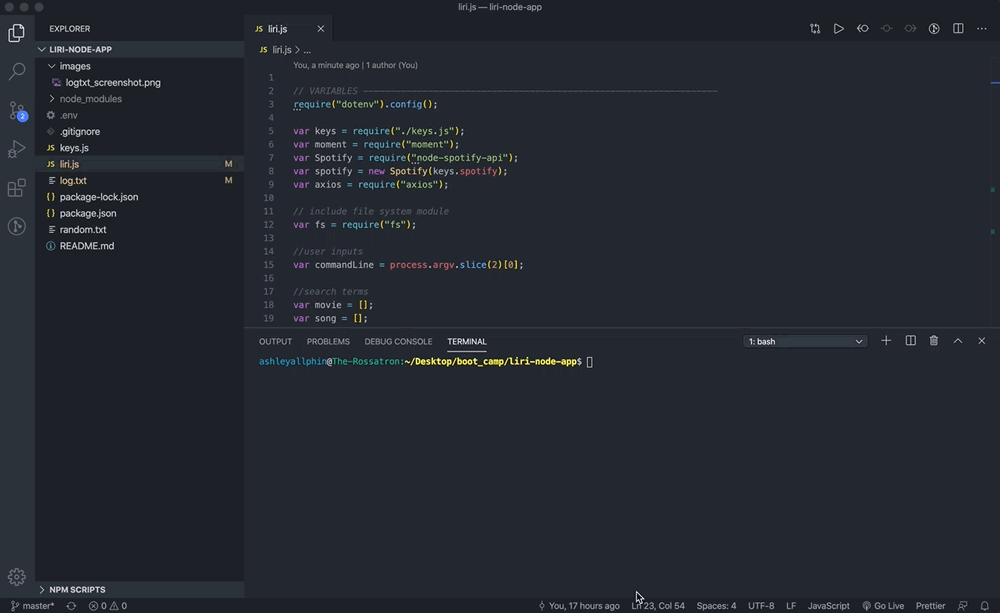 liri.js — liri-node-app
EXPLORER
LIRI-NODE-APP
images
logtxt_screenshot.png
node_modules
.env
.gitignore
JS keys.js
JS liri.js M
log.txt M
{} package-lock.json
{} package.json
random.txt
README.md
NPM SCRIPTS
2
JS liri.js
JS liri.js > ...
You, a minute ago | 1 author (You)
1
2 // VARIABLES ------------------------------------------------------------
3 require("dotenv").config();
4
5 var keys = require("./keys.js");
6 var moment = require("moment");
7 var Spotify = require("node-spotify-api");
8 var spotify = new Spotify(keys.spotify);
9 var axios = require("axios");
10
11 // include file system module
12 var fs = require("fs");
13
14 //user inputs
15 var commandLine = process.argv.slice(2)[0];
16
17 //search terms
18 var movie = [];
19 var song = [];
OUTPUT PROBLEMS DEBUG CONSOLE TERMINAL 1: bash
ashleyallphin@The-Rossatron:~/Desktop/boot_camp/liri-node-app$
master* 0 0 You, 17 hours ago Ln 23, Col 54 Spaces: 4 UTF-8 LF JavaScript Go Live Prettier